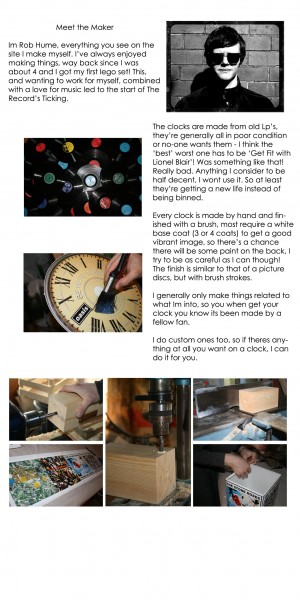 Meet the Maker
Im Rob Hume, everything you see on the
site I make myself. I've always enjoyed
making things, way back since I was
about 4 and I got my first lego set! This,
and wanting to work for myself, combined
with a love for music led to the start of The
Record's Ticking.
The clocks are made from old Lp's,
they're generally all in poor condition
or no-one wants them - I think the
'best' worst one has to be 'Get Fit with
Lionel Blair'! Was something like that!
Really bad. Anything I consider to be
half decent, I wont use it. So at least
they're getting a new life instead of
being binned.
Every clock is made by hand and fin-
ished with a brush, most require a white
base coat (3 or 4 coats) to get a good
vibrant image, so there's a chance
there will be some paint on the back, I
try to be as careful as I can though!
The finish is similar to that of a picture
discs, but with brush strokes.
I generally only make things related to
what Im into, so you when get your
clock you know its been made by a
fellow fan.
I do custom ones too, so if theres any-
thing at all you want on a clock, I can
do it for you.
oasis